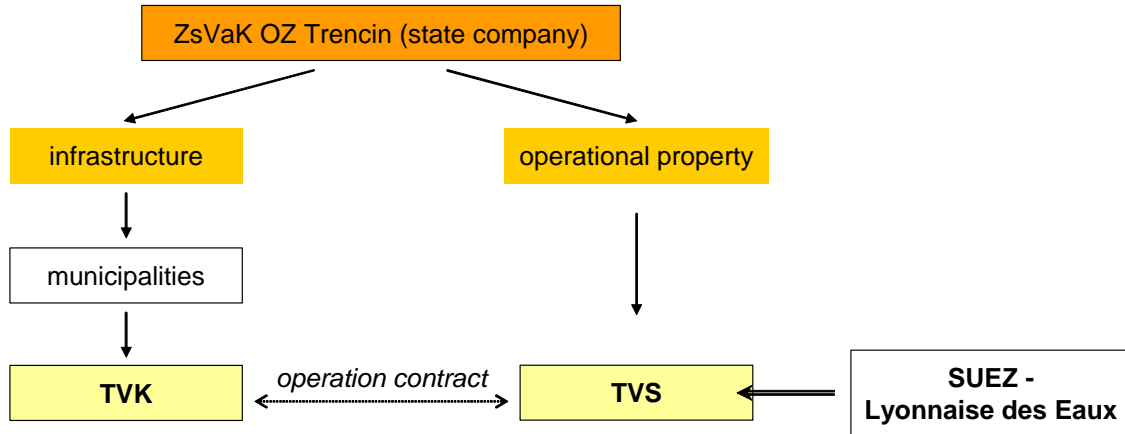 ZsVaK OZ Trencin (state company)
infrastructure
operational property
municipalities
TVK
operation contract
TVS
SUEZ -
Lyonnaise des Eaux